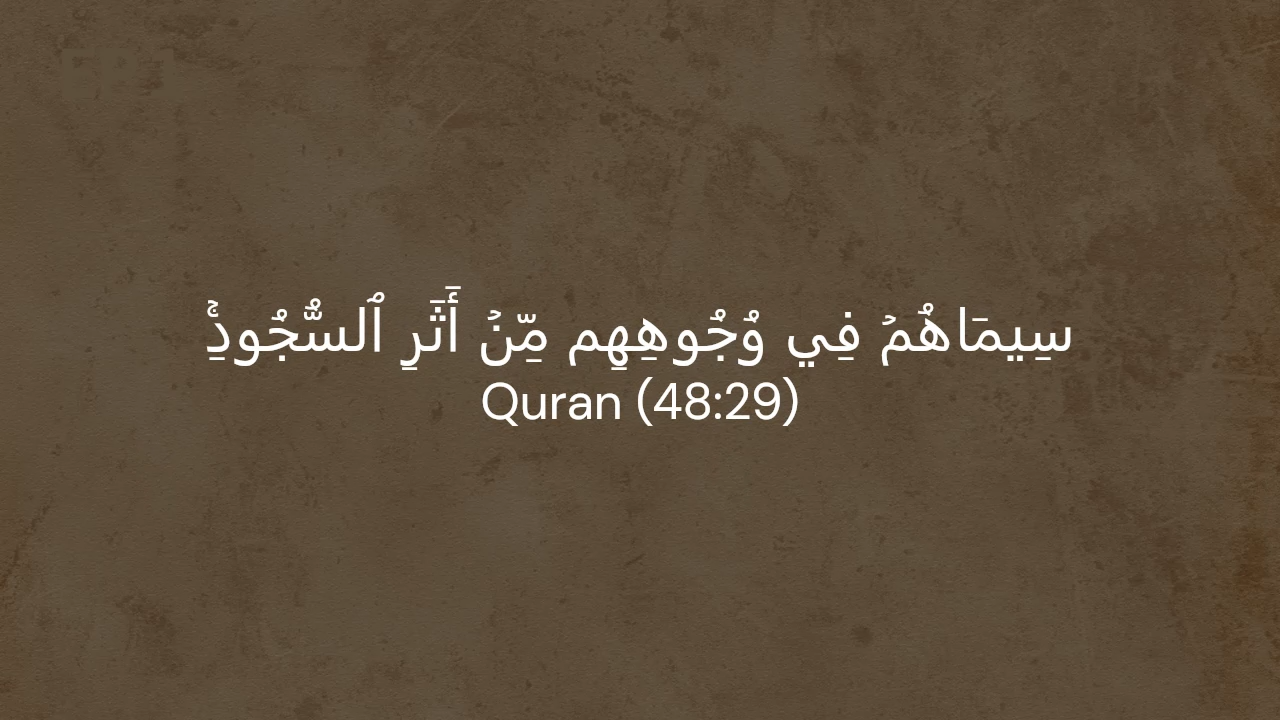 سِيمَاهُمۡ فِي وُجُوهِهِم مِّنۡ أَثَرِ ٱلسُّجُودِۚ
Quran (48:29)